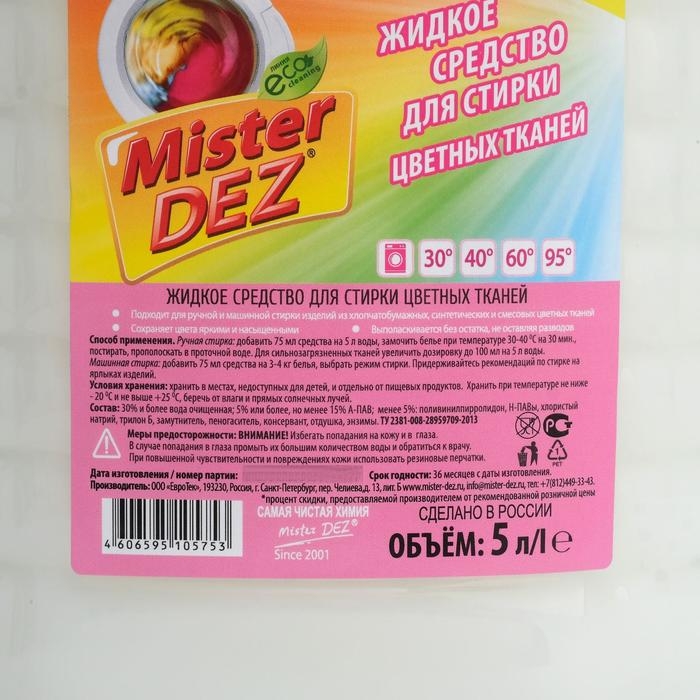 ЖИДКОЕ
СРЕДСТВО
ДЛЯ СТИРКИ
ЦВЕТНЫХ ТКАНЕЙ
ЛИНИЯ
eco
cleaning
Mister
DEZ®
30° 40° 60° 95°
ЖИДКОЕ СРЕДСТВО ДЛЯ СТИРКИ ЦВЕТНЫХ ТКАНЕЙ
• Подходит для ручной и машинной стирки изделий из хлопчатобумажных, синтетических и смесовых цветных тканей
• Сохраняет цвета яркими и насыщенными • Выполаскивается без остатка, не оставляя разводов
Способ применения. Ручная стирка: добавить 75 мл средства на 5 л воды, замочить белье при температуре 30-40 °С на 30 мин.,
постирать, прополоскать в проточной воде. Для сильнозагрязненных тканей увеличить дозировку до 100 мл на 5 л воды.
Машинная стирка: добавить 75 мл средства на 3-4 кг белья, выбрать режим стирки. Придерживайтесь рекомендаций по стирке на
ярлыках изделий.
Условия хранения: хранить в местах, недоступных для детей, и отдельно от пищевых продуктов. Хранить при температуре не ниже
- 20 °С и не выше +25 °С, беречь от влаги и прямых солнечных лучей.
Состав: 30% и более вода очищенная; 5% или более, но менее 15% А-ПАВ; менее 5%: поливинилпирролидон, Н-ПАВы, хлористый
натрий, трилон Б, замутнитель, пеногаситель, консервант, отдушка, энзимы. ТУ 2381-008-28959709-2013
Меры предосторожности: ВНИМАНИЕ! Избегать попадания на кожу и в глаза.
В случае попадания в глаза промыть их большим количеством воды и обратиться к врачу.
При повышенной чувствительности и повреждениях кожи использовать резиновые перчатки.
РС
1
PET
Дата изготовления / номер партии: Срок годности: 36 месяцев с даты изготовления.
Производитель: ООО «ЕвроТек», 193230, Россия, г. Санкт-Петербург, пер. Челиева,д. 13, лит. Б www.mister-dez.ru, info@mister-dez.ru, тел: +7(812)449-33-43.
*процент скидки, предоставляемой производителем от рекомендованной розничной цены
САМАЯ ЧИСТАЯ ХИМИЯ
Mister DEZ®
Since 2001
СДЕЛАНО В РОССИИ
ОБЪЁМ: 5 л/l ℮
4 606595 105753